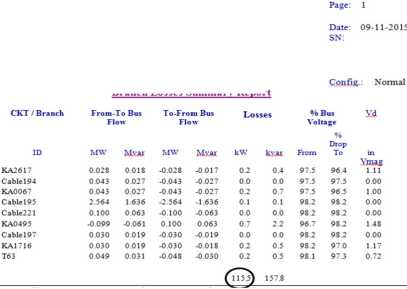 Page: 1
Date: 09-11-2015
SN:
Config.: Normal
Branch Losses Summary Report
CKT / Branch From-To Bus Flow To-From Bus Flow Losses % Bus Voltage Vd
% Drop
ID MW Mvar MW Mvar kW kvar From To in Vmag
KA2617 0.028 0.018 -0.028 -0.017 0.2 0.4 97.5 96.4 1.11
Cable194 0.043 0.027 -0.043 -0.027 0.0 0.0 97.5 97.5 0.00
KA0067 0.043 0.027 -0.043 -0.027 0.2 0.7 97.5 96.5 1.00
Cable195 2.564 1.636 -2.564 -1.636 0.1 0.1 98.2 98.2 0.00
Cable221 0.100 0.063 -0.100 -0.063 0.0 0.0 98.2 98.2 0.00
KA0495 -0.099 -0.061 0.100 0.063 0.7 2.2 96.7 98.2 1.48
Cable197 0.030 0.019 -0.030 -0.019 0.0 0.0 98.2 98.2 0.00
KA1716 0.030 0.019 -0.030 -0.018 0.2 0.5 98.2 97.0 1.17
T63 0.049 0.031 -0.048 -0.030 0.2 0.5 98.1 97.3 0.72
115.5 157.8